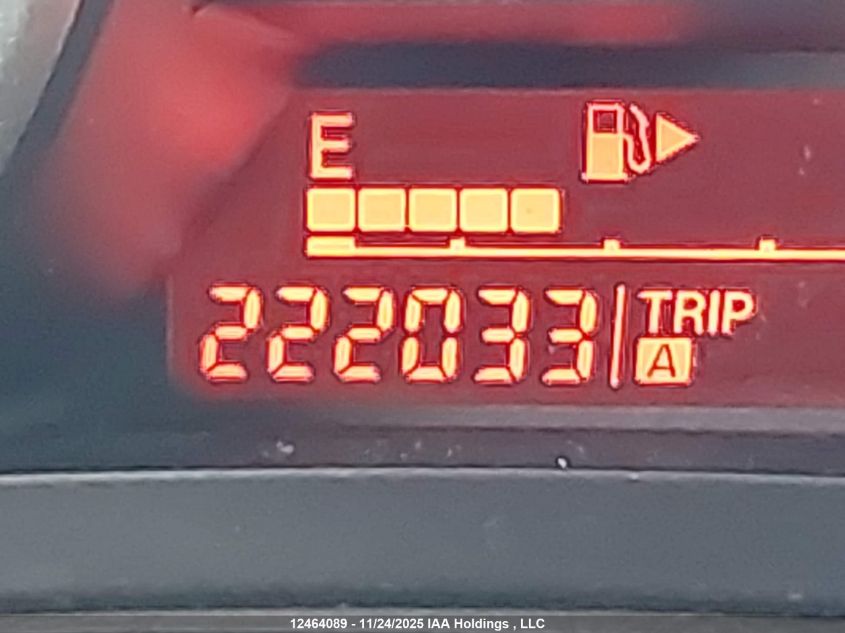 E
222033 TRIP
A
12464089 - 11/24/2025 IAA Holdings , LLC